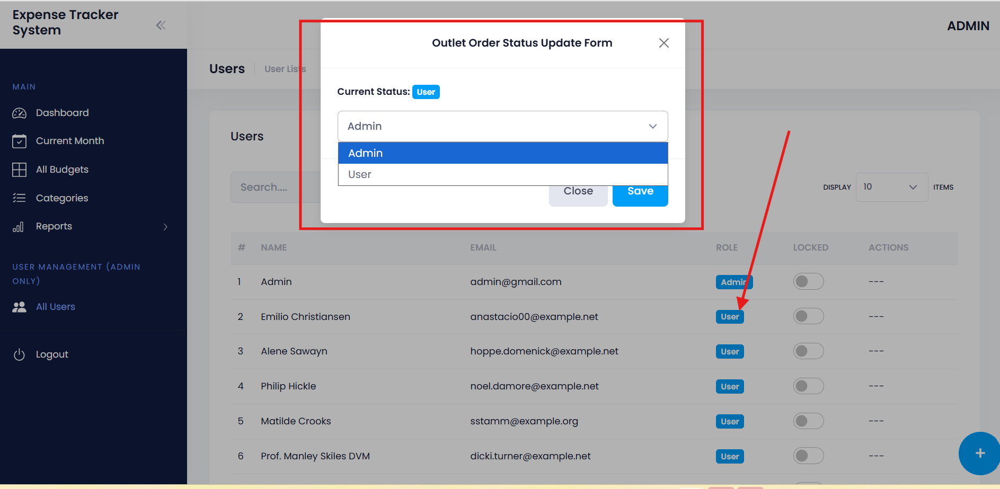 Expense Tracker
System
ADMIN
MAIN
Dashboard
Current Month
All Budgets
Categories
Reports
USER MANAGEMENT (ADMIN
ONLY)
All Users
Logout
Users
User Lists
Outlet Order Status Update Form
Current Status: User
Admin
Admin
User
Close
Save
Users
Search....
DISPLAY 10 ITEMS
# NAME EMAIL ROLE LOCKED ACTIONS
1 Admin admin@gmail.com Admin ---
2 Emilio Christiansen anastacio00@example.net User ---
3 Alene Sawayn hoppe.domenick@example.net User ---
4 Philip Hickle noel.damore@example.net User ---
5 Matilde Crooks sstamm@example.org User ---
6 Prof. Manley Skiles DVM dicki.turner@example.net User ---
+